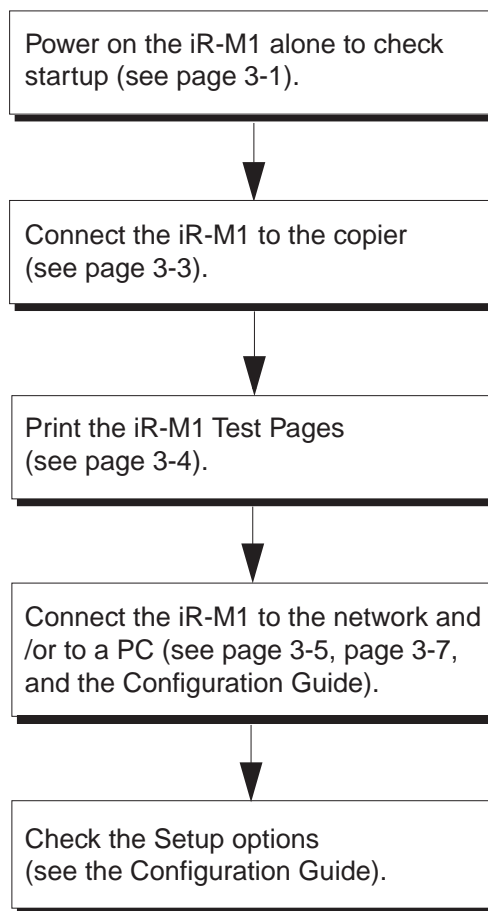 Power on the iR-M1 alone to check
startup (see page 3-1).
Connect the iR-M1 to the copier
(see page 3-3).
Print the iR-M1 Test Pages
(see page 3-4).
Connect the iR-M1 to the network and
/or to a PC (see page 3-5, page 3-7,
and the Configuration Guide).
Check the Setup options
(see the Configuration Guide).